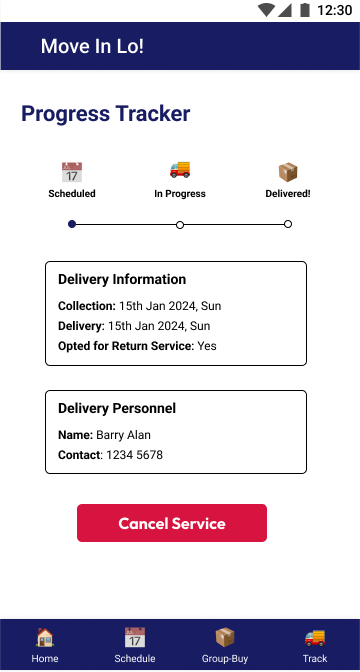 12:30
Move In Lo!
Progress Tracker
17
Scheduled In Progress Delivered!
Delivery Information
Collection: 15th Jan 2024, Sun
Delivery: 15th Jan 2024, Sun
Opted for Return Service: Yes
Delivery Personnel
Name: Barry Alan
Contact: 1234 5678
Cancel Service
17
Home Schedule Group-Buy Track